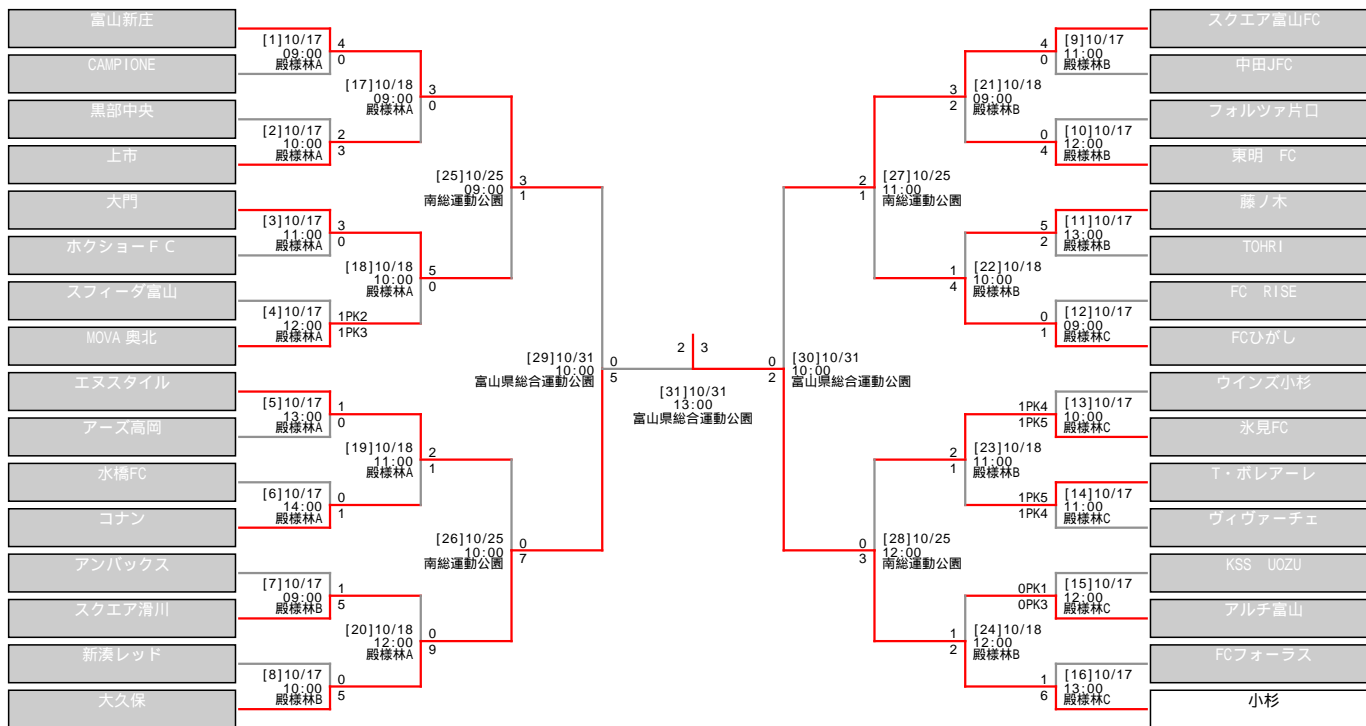 富山新庄
CAMPIONE
黒部中央
上市
大門
ホクショーＦＣ
スフィーダ富山
MOVA 奥北
エヌスタイル
アーズ高岡
水橋FC
コナン
アンバックス
スクエア滑川
新湊レッド
大久保
[1]10/17
09:00
殿様林A
4
0
[2]10/17
10:00
殿様林A
2
3
[3]10/17
11:00
殿様林A
3
0
[4]10/17
12:00
殿様林A
1PK2
1PK3
[5]10/17
13:00
殿様林A
1
0
[6]10/17
14:00
殿様林A
0
1
[7]10/17
09:00
殿様林B
1
5
[8]10/17
10:00
殿様林B
0
5
[17]10/18
09:00
殿様林A
3
0
[18]10/18
10:00
殿様林A
5
0
[19]10/18
11:00
殿様林A
2
1
[20]10/18
12:00
殿様林A
0
9
[25]10/25
09:00
南総運動公園
3
1
[26]10/25
10:00
南総運動公園
0
7
[29]10/31
10:00
富山県総合運動公園
0
5
2 3
[31]10/31
13:00
富山県総合運動公園
0
2
[30]10/31
10:00
富山県総合運動公園
2
1
[27]10/25
11:00
南総運動公園
0
3
[28]10/25
12:00
南総運動公園
3
2
[21]10/18
09:00
殿様林B
1
4
[22]10/18
10:00
殿様林B
2
1
[23]10/18
11:00
殿様林B
1
2
[24]10/18
12:00
殿様林B
4
0
[9]10/17
11:00
殿様林B
0
4
[10]10/17
12:00
殿様林B
5
2
[11]10/17
13:00
殿様林B
0
1
[12]10/17
09:00
殿様林C
1PK4
1PK5
[13]10/17
10:00
殿様林C
1PK5
1PK4
[14]10/17
11:00
殿様林C
0PK1
0PK3
[15]10/17
12:00
殿様林C
1
6
[16]10/17
13:00
殿様林C
スクエア富山FC
中田JFC
フォルツァ片口
東明　FC
藤ノ木
TOHRI
FC　RISE
FCひがし
ウインズ小杉
氷見FC
T・ボレアーレ
ヴィヴァーチェ
KSS　UOZU
アルチ富山
FCフォーラス
小杉